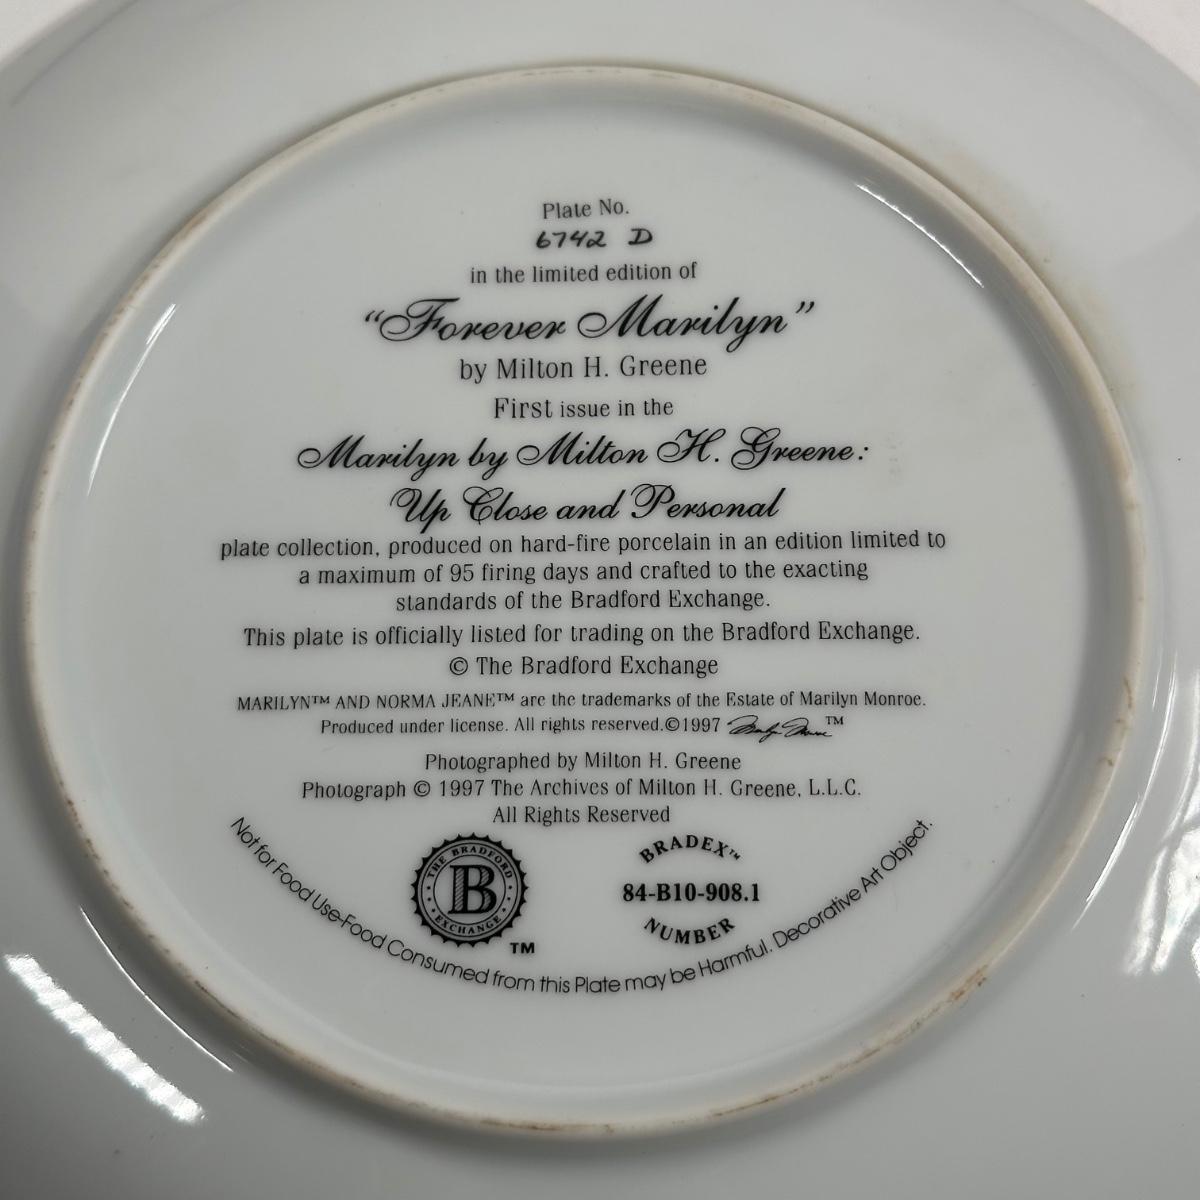 Plate No.
6742 D
in the limited edition of
“Forever Marilyn”
by Milton H. Greene
First issue in the
Marilyn by Milton H. Greene:
Up Close and Personal
plate collection, produced on hard-fire porcelain in an edition limited to
a maximum of 95 firing days and crafted to the exacting
standards of the Bradford Exchange.
This plate is officially listed for trading on the Bradford Exchange.
© The Bradford Exchange
MARILYN™ AND NORMA JEANE™ are the trademarks of the Estate of Marilyn Monroe.
Produced under license. All rights reserved.©1997 Marilyn Monroe™
Photographed by Milton H. Greene
Photograph © 1997 The Archives of Milton H. Greene, L.L.C.
All Rights Reserved
THE BRADFORD
B
EXCHANGE
TM
BRADEX™
84-B10-908.1
NUMBER
Not for Food Use-Food Consumed from this Plate may be Harmful. Decorative Art Object.